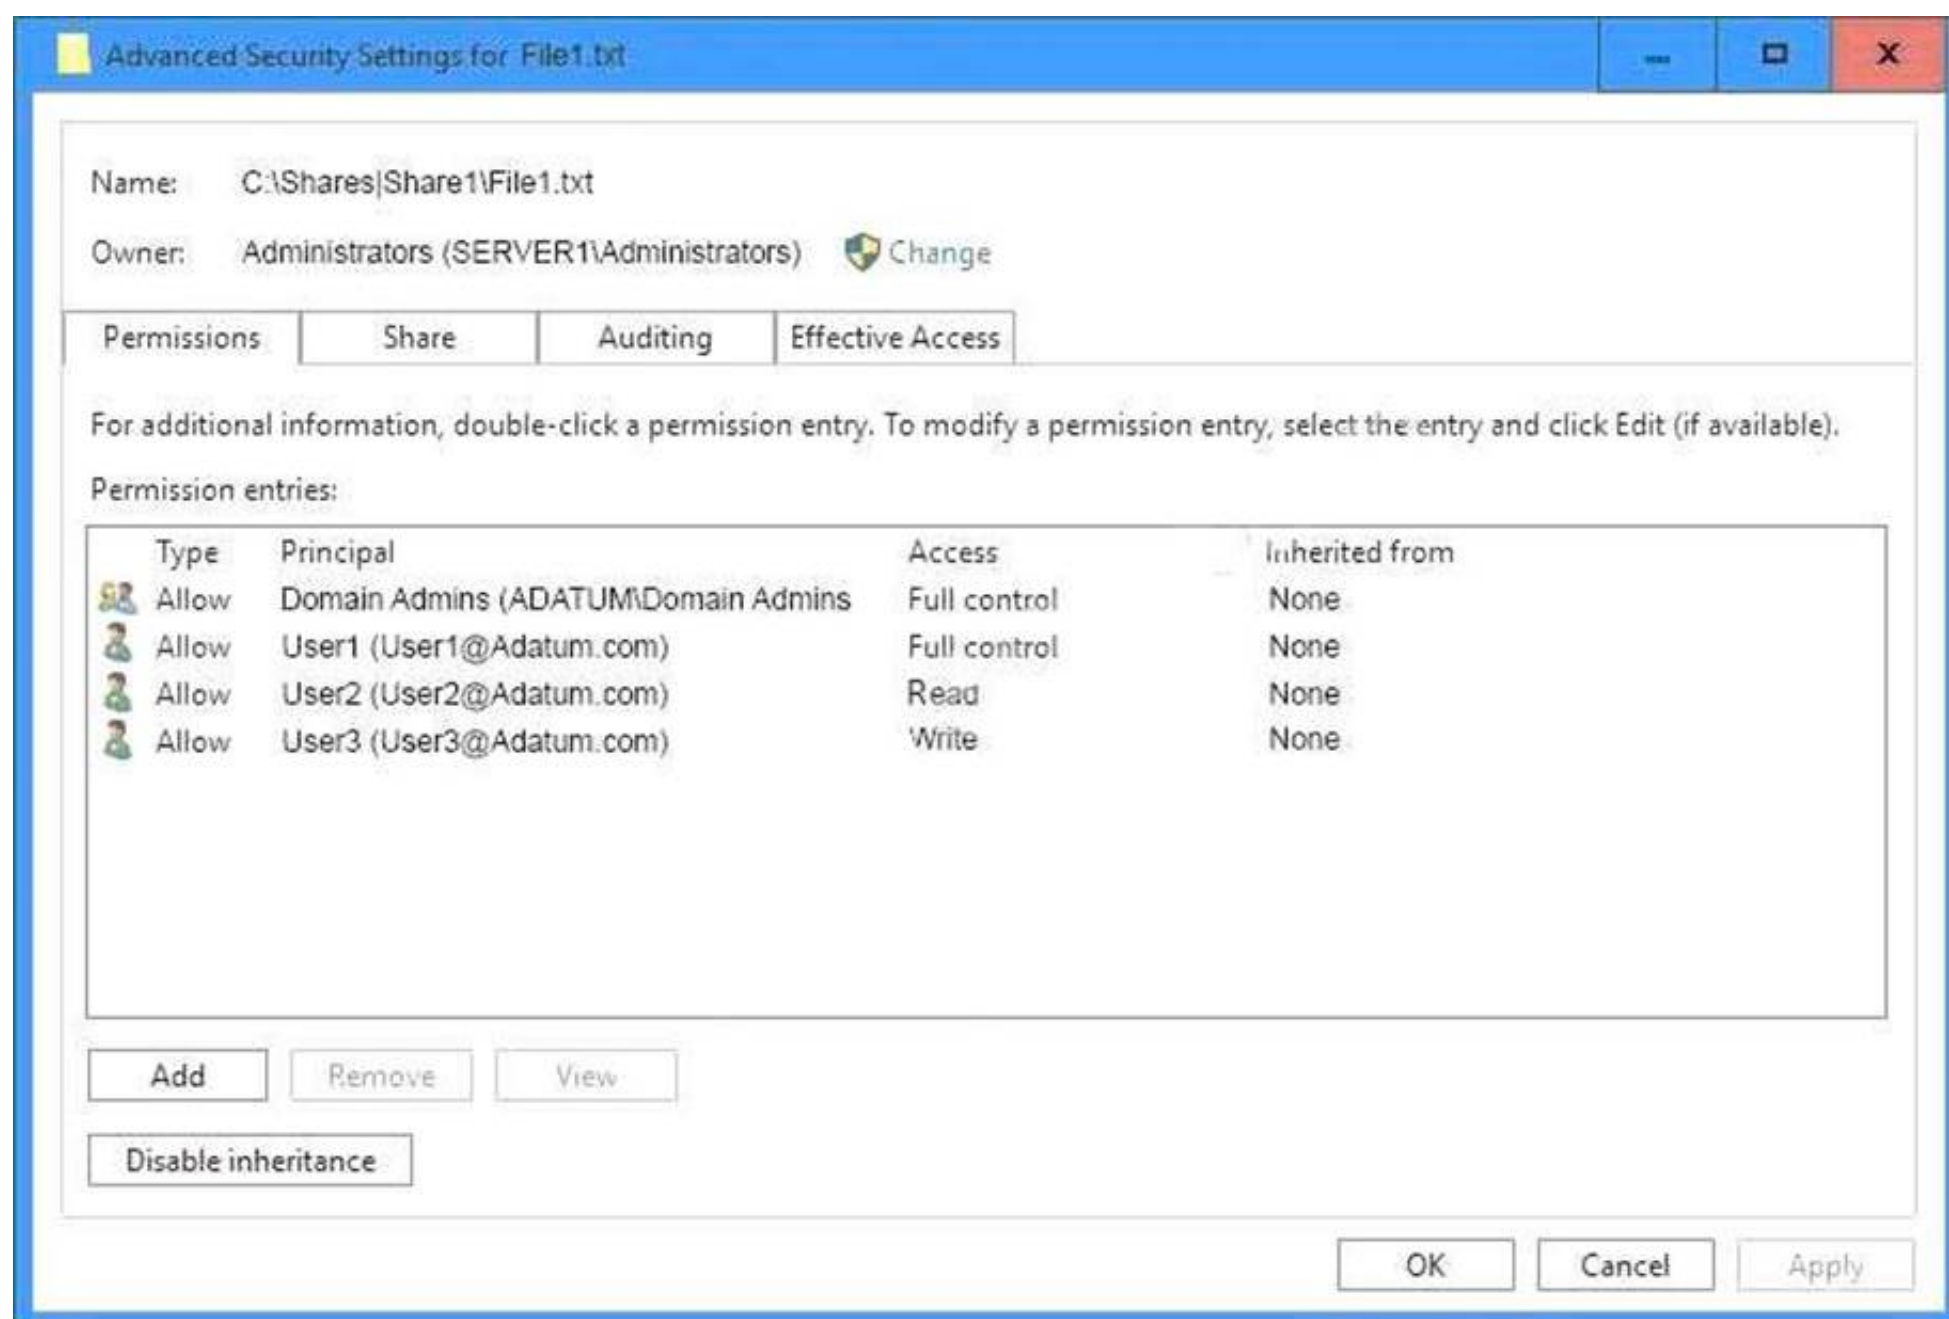 Advanced Security Settings for File1.txt
X
Name: C:\Shares|Share1\File1.txt
Owner: Administrators (SERVER1\Administrators) Change
Permissions Share Auditing Effective Access
For additional information, double-click a permission entry. To modify a permission entry, select the entry and click Edit (if available).
Permission entries:
Type Principal Access Inherited from
Allow Domain Admins (ADATUM\Domain Admins Full control None
Allow User1 (User1@Adatum.com) Full control None
Allow User2 (User2@Adatum.com) Read None
Allow User3 (User3@Adatum.com) Write None
Add Remove View
Disable inheritance
OK Cancel Apply